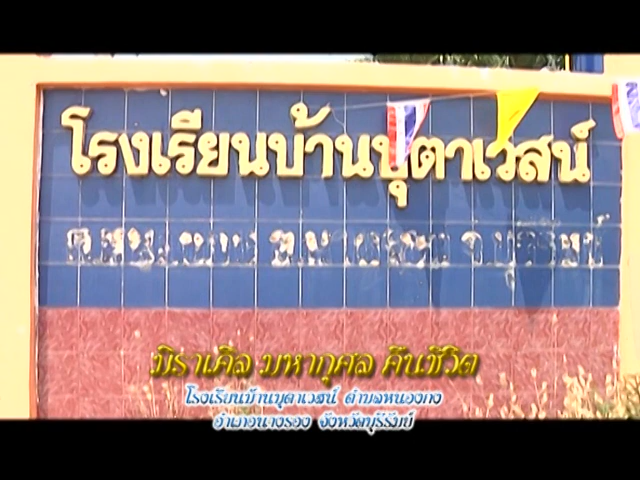 โรงเรียนบ้านบุตาเวสน์
มิราเคิล มหากุศล คืนชีวิต
โรงเรียนบ้านบุตาเวสน์ ตำบลหนองกง
อำเภอนางรอง จังหวัดบุรีรัมย์